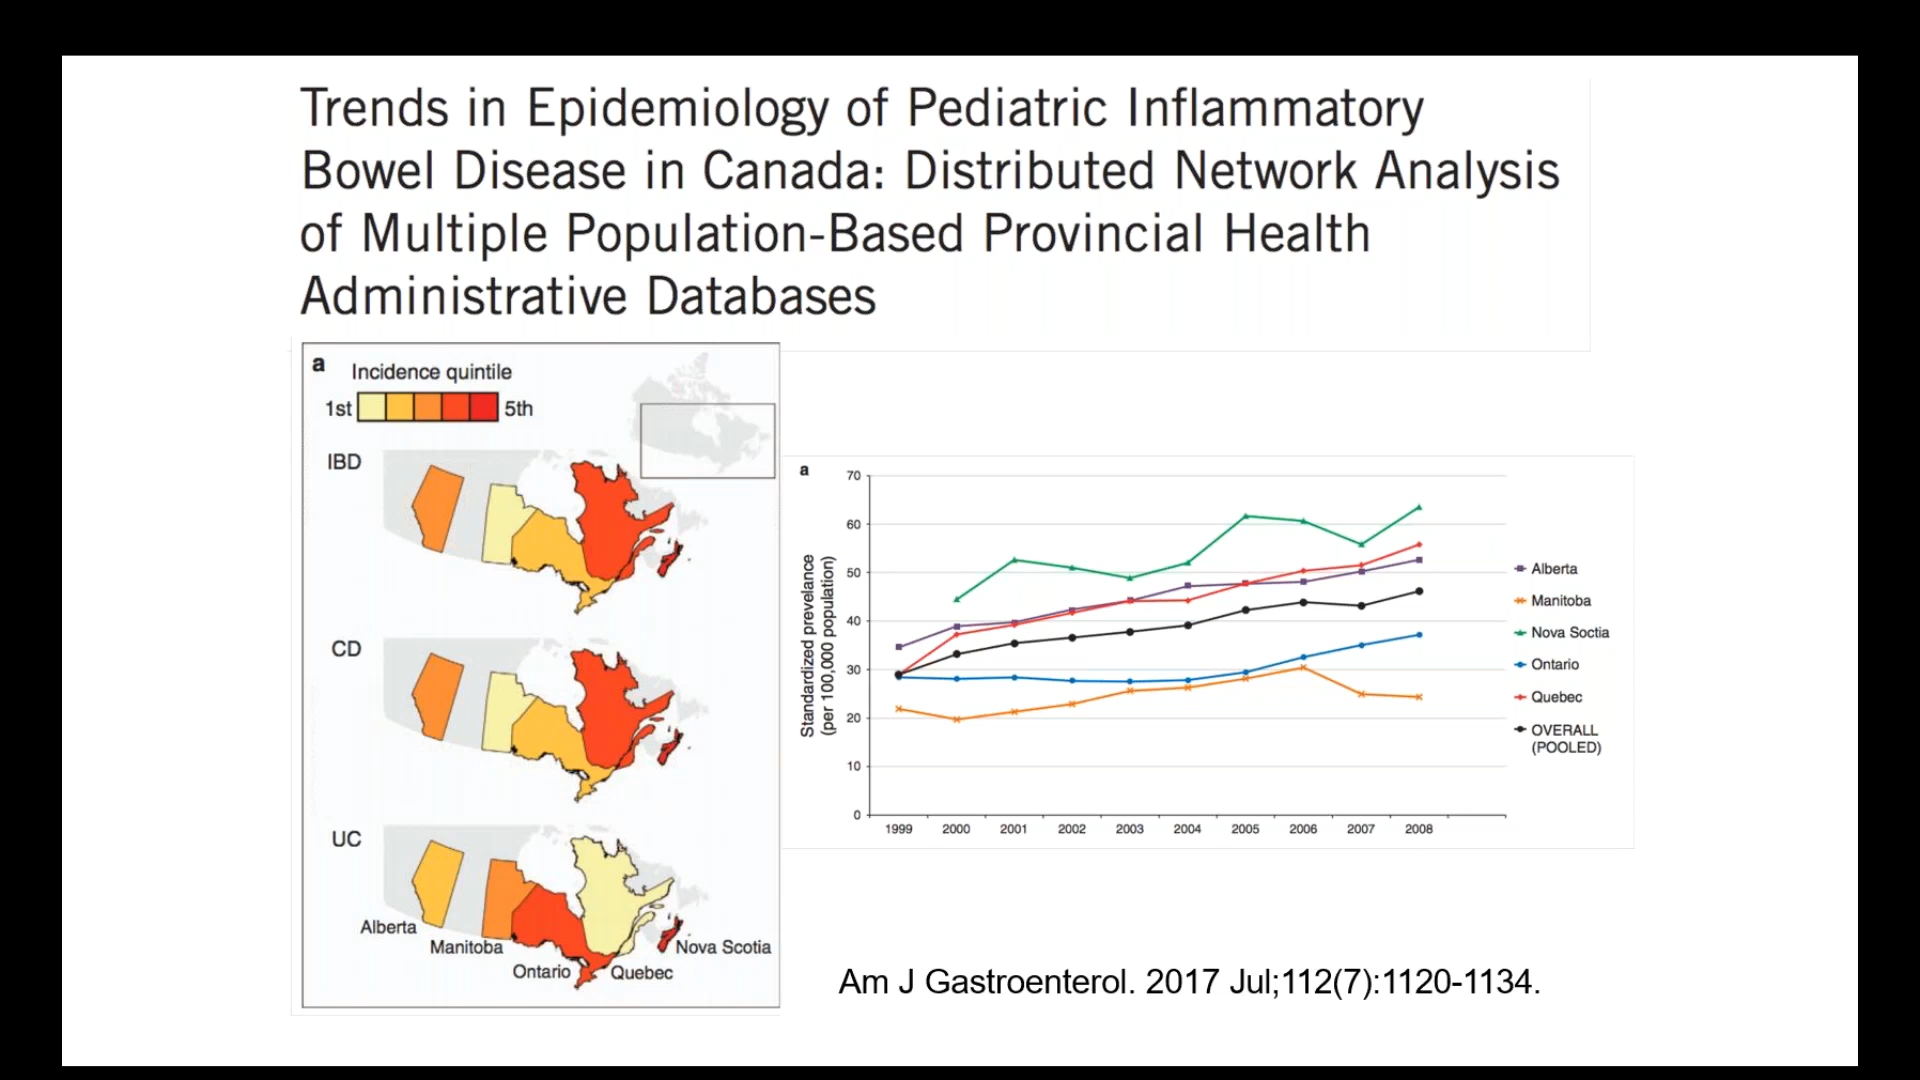 Trends in Epidemiology of Pediatric Inflammatory
Bowel Disease in Canada: Distributed Network Analysis
of Multiple Population-Based Provincial Health
Administrative Databases
a
Incidence quintile
1st 5th
IBD
CD
UC
Alberta
Manitoba
Ontario
Quebec
Nova Scotia
a
Standardized prevelance
(per 100,000 population)
70
60
50
40
30
20
10
0
1999 2000 2001 2002 2003 2004 2005 2006 2007 2008
Alberta
Manitoba
Nova Soctia
Ontario
Quebec
OVERALL
(POOLED)
Am J Gastroenterol. 2017 Jul;112(7):1120-1134.